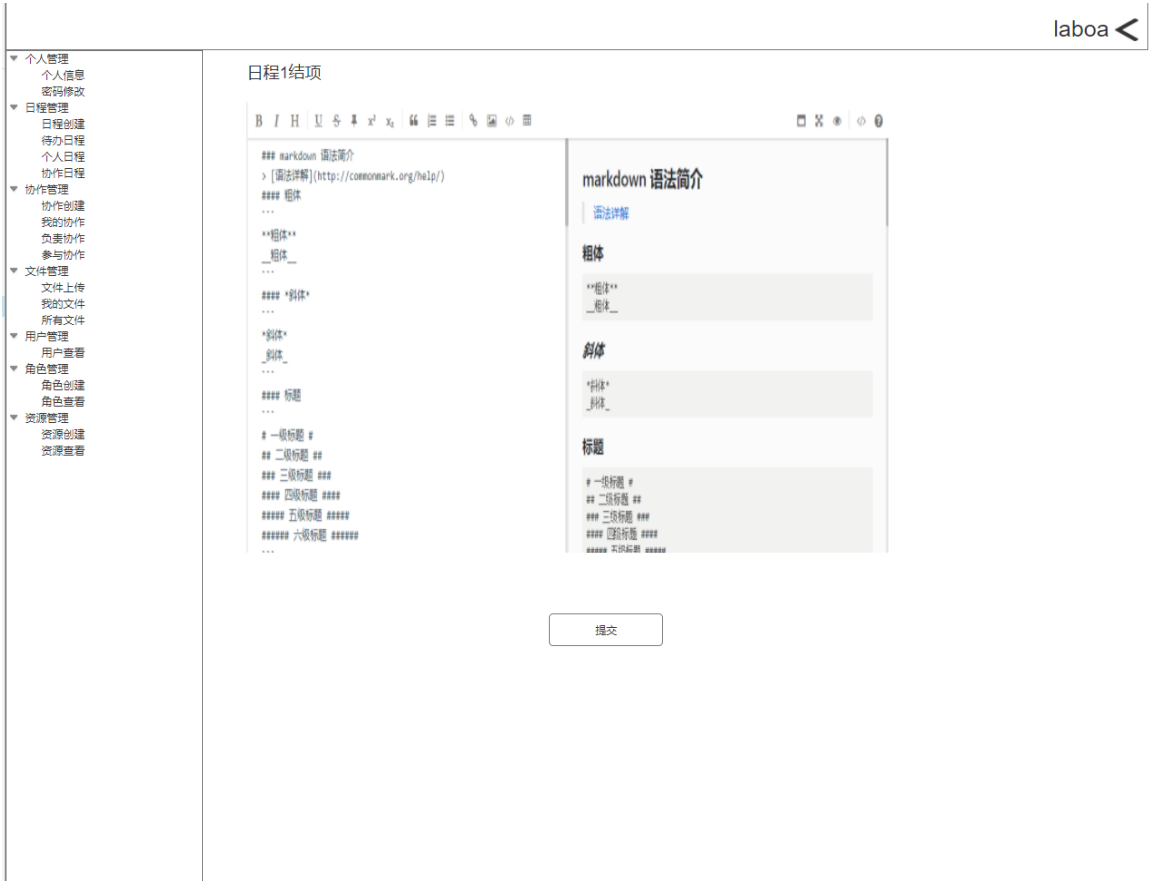 laboa
个人管理
个人信息
密码修改
日程管理
日程创建
待办日程
个人日程
协作日程
协作管理
协作创建
我的协作
负责协作
参与协作
文件管理
文件上传
我的文件
所有文件
用户管理
用户查看
角色管理
角色创建
角色查看
资源管理
资源创建
资源查看
日程1结项
### markdown 语法简介
> [语法详解](http://commonmark.org/help/)
#### 粗体
```
**粗体**
__粗体__
```
#### *斜体*
```
*斜体*
_斜体_
```
#### 标题
```
# 一级标题 #
## 二级标题 ##
### 三级标题 ###
#### 四级标题 ####
##### 五级标题 #####
###### 六级标题 ######
```
markdown 语法简介
语法详解
粗体
**粗体**
__粗体__
斜体
*斜体*
_斜体_
标题
# 一级标题 #
## 二级标题 ##
### 三级标题 ###
#### 四级标题 ####
##### 五级标题 #####
提交